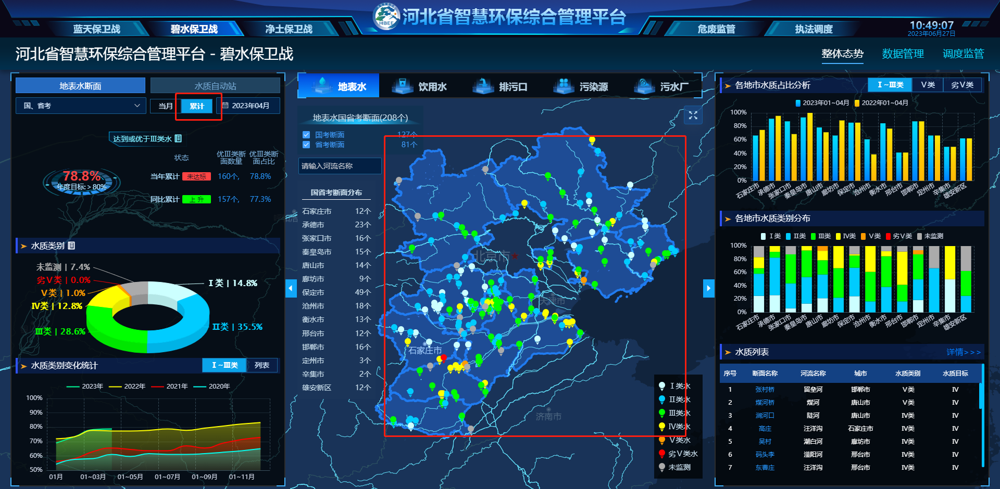 河北省智慧环保综合管理平台
HBEE
蓝天保卫战
碧水保卫战
净土保卫战
危废监管
执法调度
10:49:07
2023年06月27日
河北省智慧环保综合管理平台 - 碧水保卫战
整体态势
数据管理
调度监管
地表水断面
水质自动站
国、省考
当月
累计
2023年04月
达到或优于III类水
状态
优III类断面数量
优III类断面占比
78.8%
年度目标:>80%
当年累计 未达标 160个, 78.8%
同比累计 上升 157个, 77.3%
水质类别
未监测 | 7.4%
劣V类 | 0.0%
V类 | 1.0%
IV类 | 12.8%
III类 | 28.6%
I类 | 14.8%
II类 | 35.5%
水质类别变化统计
I~III类
列表
2023年
2022年
2021年
2020年
100%
90%
80%
70%
60%
50%
01月
01~03月
01~05月
01~07月
01~09月
01~11月
地表水
饮用水
排污口
污染源
污水厂
地表水国省考断面(208个)
国考断面 127个
省考断面 81个
请输入河流名称
国省考断面分布
石家庄市 12个
承德市 23个
张家口市 16个
秦皇岛市 15个
唐山市 14个
廊坊市 9个
保定市 49个
沧州市 18个
衡水市 13个
邢台市 12个
邯郸市 16个
定州市 3个
辛集市 2个
雄安新区 12个
北京市
天津市
石家庄市
济南市
I类水
II类水
III类水
IV类水
V类水
劣V类水
未监测
各地市水质占比分析
I~III类
V类
劣V类
2023年01~04月
2022年01~04月
100%
80%
60%
40%
20%
0%
石家庄市
承德市
张家口市
秦皇岛市
唐山市
廊坊市
保定市
沧州市
衡水市
邢台市
邯郸市
定州市
辛集市
雄安新区
各地市水质类别分布
I类
II类
III类
IV类
V类
劣V类
未监测
100%
80%
60%
40%
20%
0%
石家庄市
承德市
张家口市
秦皇岛市
唐山市
廊坊市
保定市
沧州市
衡水市
邢台市
邯郸市
定州市
辛集市
雄安新区
水质列表
详情>>>
序号 断面名称 河流名称 城市 水质类别 水质目标
1 张村桥 留垒河 邯郸市 V类 IV
2 煤河桥 煤河 唐山市 V类 IV
3 涧河口 陡河 唐山市 IV类 IV
4 高庄 汪洋沟 石家庄市 IV类 IV
5 吴村 潮白河 廊坊市 IV类 IV
6 码头李 滏阳河 邢台市 IV类 IV
7 东曹庄 汪洋沟 邢台市 IV类 IV